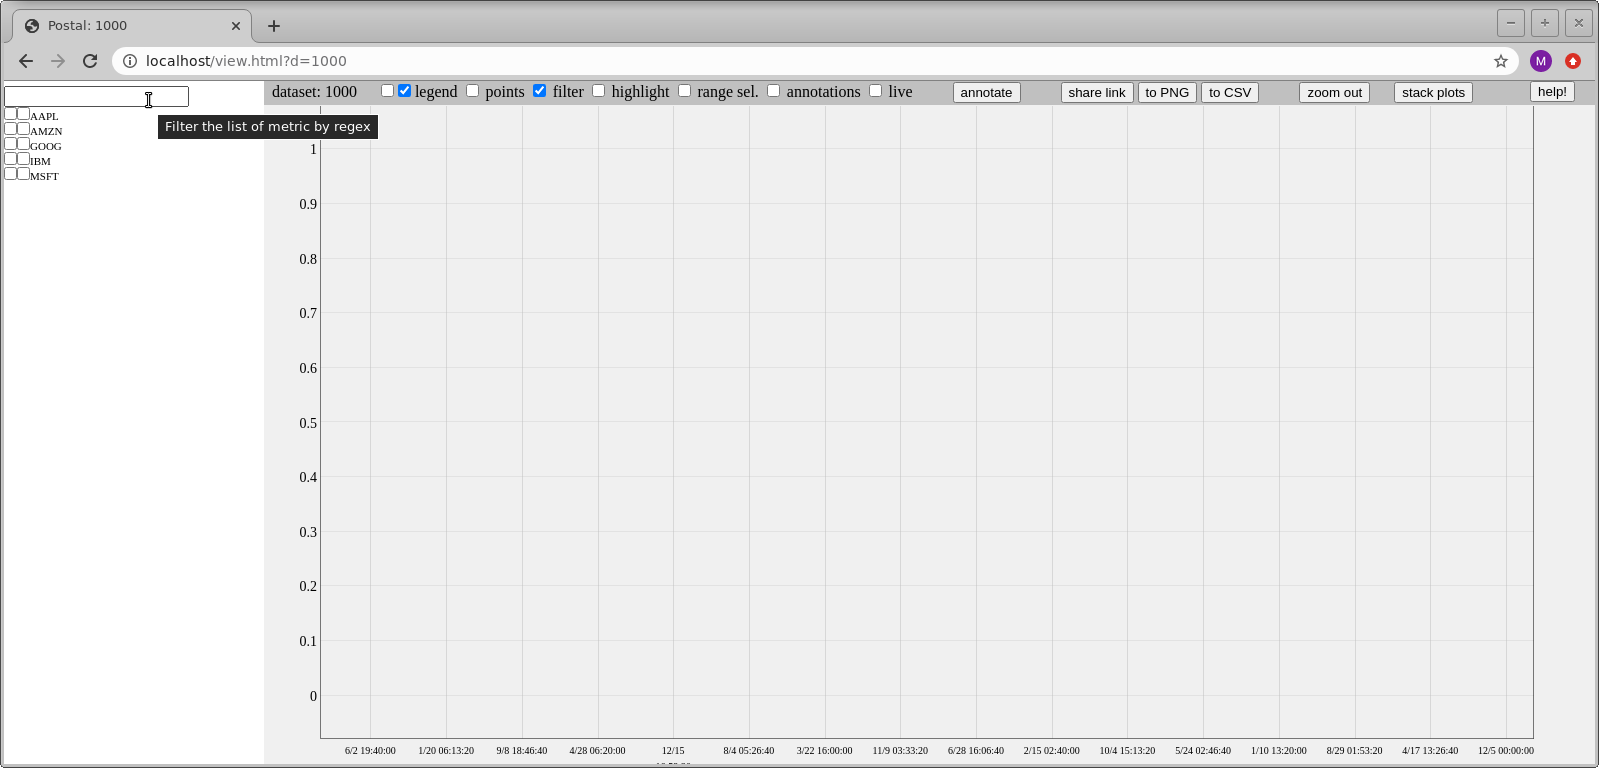 Postal: 1000
localhost/view.html?d=1000
dataset: 1000 legend points filter highlight range sel. annotations live annotate share link to PNG to CSV zoom out stack plots help!
Filter the list of metric by regex
AAPL
AMZN
GOOG
IBM
MSFT
1
0.9
0.8
0.7
0.6
0.5
0.4
0.3
0.2
0.1
0
6/2 19:40:00 1/20 06:13:20 9/8 18:46:40 4/28 06:20:00 12/15 8/4 05:26:40 3/22 16:00:00 11/9 03:33:20 6/28 16:06:40 2/15 02:40:00 10/4 15:13:20 5/24 02:46:40 1/10 13:20:00 8/29 01:53:20 4/17 13:26:40 12/5 00:00:00
M